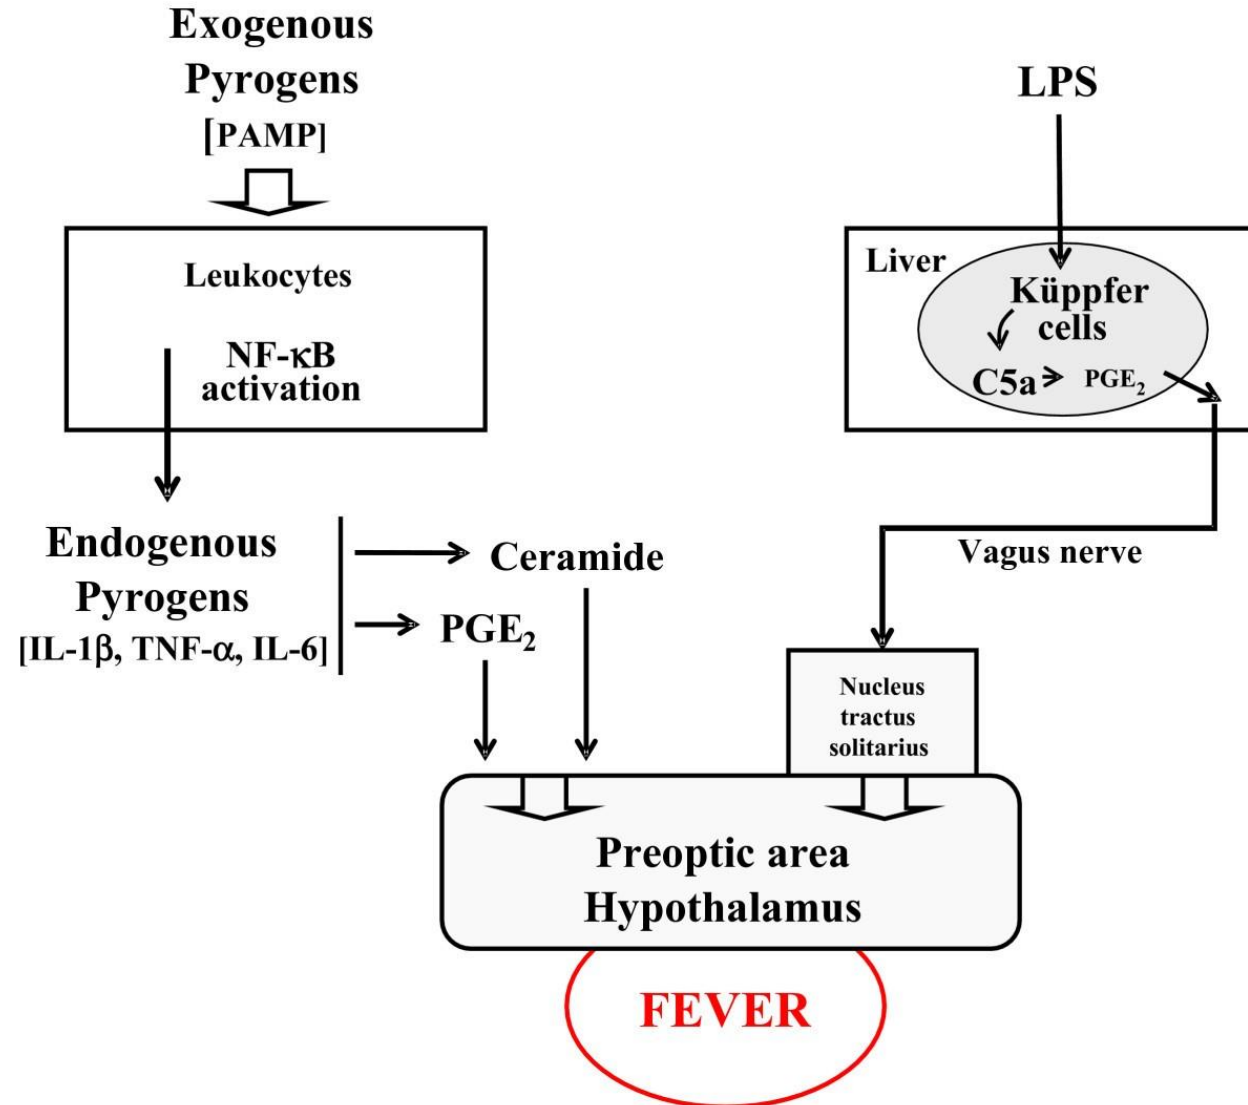 Exogenous
Pyrogens
[PAMP]
Leukocytes
NF-κB
activation
Endogenous
Pyrogens
[IL-1β, TNF-α, IL-6]
Ceramide
PGE₂
LPS
Liver
Küppfer
cells
C5a
PGE₂
Vagus nerve
Nucleus
tractus
solitarius
Preoptic area
Hypothalamus
FEVER